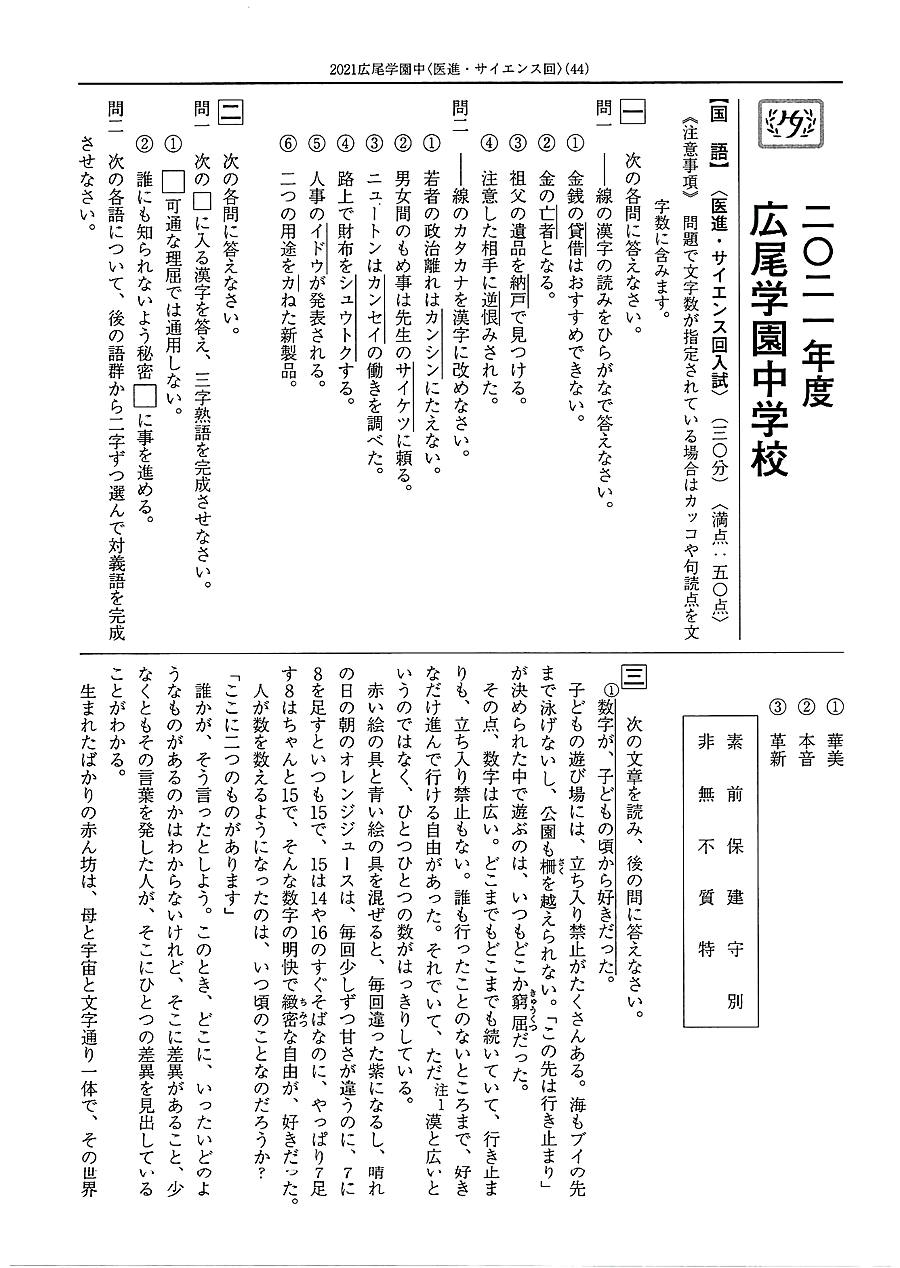 2021広尾学園中〈医進・サイエンス回〉(44)
二〇二一年度
広尾学園中学校
【国語】〈医進・サイエンス回入試〉（三〇分）〈満点：五〇点〉
《注意事項》 問題で文字数が指定されている場合はカッコや句読点を文
字数に含みます。
一 次の各問に答えなさい。
問一 ――線の漢字の読みをひらがなで答えなさい。
① 金銭の貸借はおすすめできない。
② 金の亡者となる。
③ 祖父の遺品を納戸で見つける。
④ 注意した相手に逆恨みされた。
問二 ――線のカタカナを漢字に改めなさい。
① 若者の政治離れはカンシンにたえない。
② 男女間のもめ事は先生のサイケツに頼る。
③ ニュートンはカンセイの働きを調べた。
④ 路上で財布をシュウトクする。
⑤ 人事のイドウが発表される。
⑥ 二つの用途をカねた新製品。
二 次の各問に答えなさい。
問一 次の□に入る漢字を答え、三字熟語を完成させなさい。
① □可通な理屈では通用しない。
② 誰にも知られないよう秘密□に事を進める。
問二 次の各語について、後の語群から二字ずつ選んで対義語を完成
させなさい。
① 華美
② 本音
③ 革新
素 前 保 建 守 別
非 無 不 質 特
三 次の文章を読み、後の問に答えなさい。
①数字が、子どもの頃から好きだった。
子どもの遊び場には、立ち入り禁止がたくさんある。海もブイの先
まで泳げないし、公園も柵さくを越えられない。「この先は行き止まり」
が決められた中で遊ぶのは、いつもどこか窮屈きゅうくつだった。
その点、数字は広い。どこまでもどこまでも続いていて、行き止ま
りも、立ち入り禁止もない。誰も行ったことのないところまで、好き
なだけ進んで行ける自由があった。それでいて、ただ注1漠と広いと
いうのではなく、ひとつひとつの数がはっきりしている。
赤い絵の具と青い絵の具を混ぜると、毎回違った紫になるし、晴れ
の日の朝のオレンジジュースは、毎回少しずつ甘さが違うのに、7に
8を足すといつも15で、15は14や16のすぐそばなのに、やっぱり7足
す8はちゃんと15で、そんな数字の明快で緻密ちみつな自由が、好きだった。
人が数を数えるようになったのは、いつ頃のことなのだろうか?
「ここに二つのものがあります」
誰かが、そう言ったとしよう。このとき、どこに、いったいどのよ
うなものがあるのかはわからないけれど、そこに差異があること、少
なくともその言葉を発した人が、そこにひとつの差異を見出している
ことがわかる。
生まれたばかりの赤ん坊は、母と宇宙と文字通り一体で、その世界